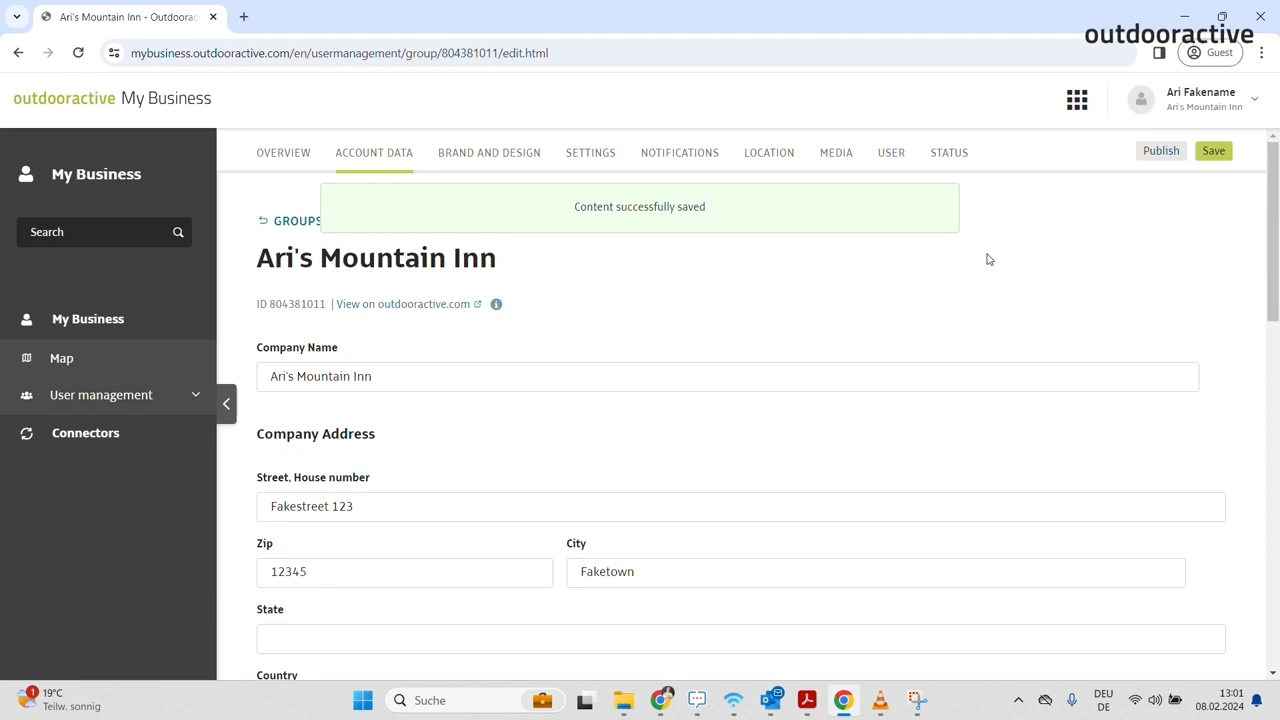 Ari's Mountain Inn - Outdoorac
outdooractive
mybusiness.outdooractive.com/en/usermanagement/group/804381011/edit.html
Guest
outdooractive My Business
Ari Fakename
Ari's Mountain Inn
My Business
Search
My Business
Map
User management
Connectors
OVERVIEW ACCOUNT DATA BRAND AND DESIGN SETTINGS NOTIFICATIONS LOCATION MEDIA USER STATUS
Publish Save
Content successfully saved
GROUPS
Ari's Mountain Inn
ID 804381011 | View on outdooractive.com
Company Name
Ari's Mountain Inn
Company Address
Street, House number
Fakestreet 123
Zip City
12345 Faketown
State
Country
1 19°C
Teilw. sonnig
Suche
DEU
DE
13:01
08.02.2024